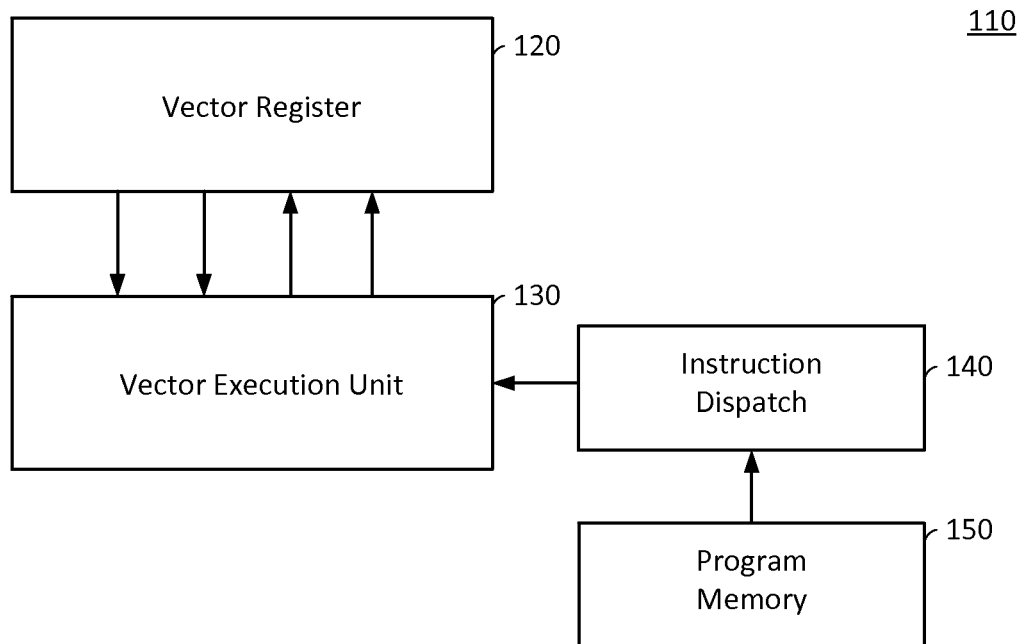 110
120
Vector Register
130
Vector Execution Unit
Instruction
Dispatch
140
150
Program
Memory